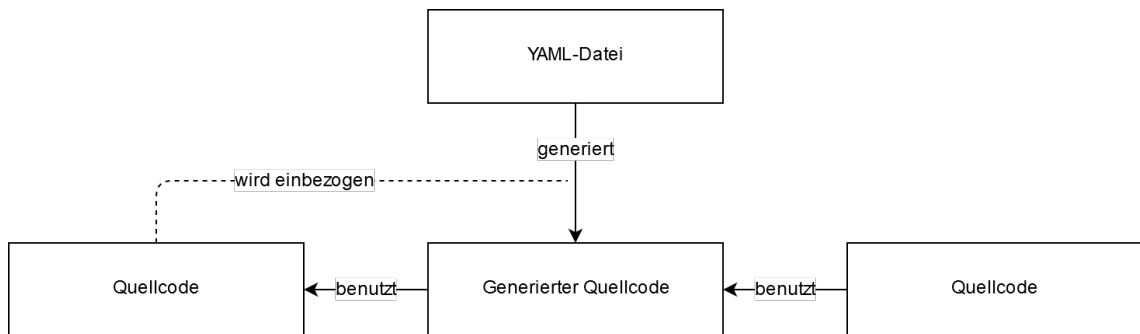 YAML-Datei
generiert
wird einbezogen
Quellcode
benutzt
Generierter Quellcode
benutzt
Quellcode